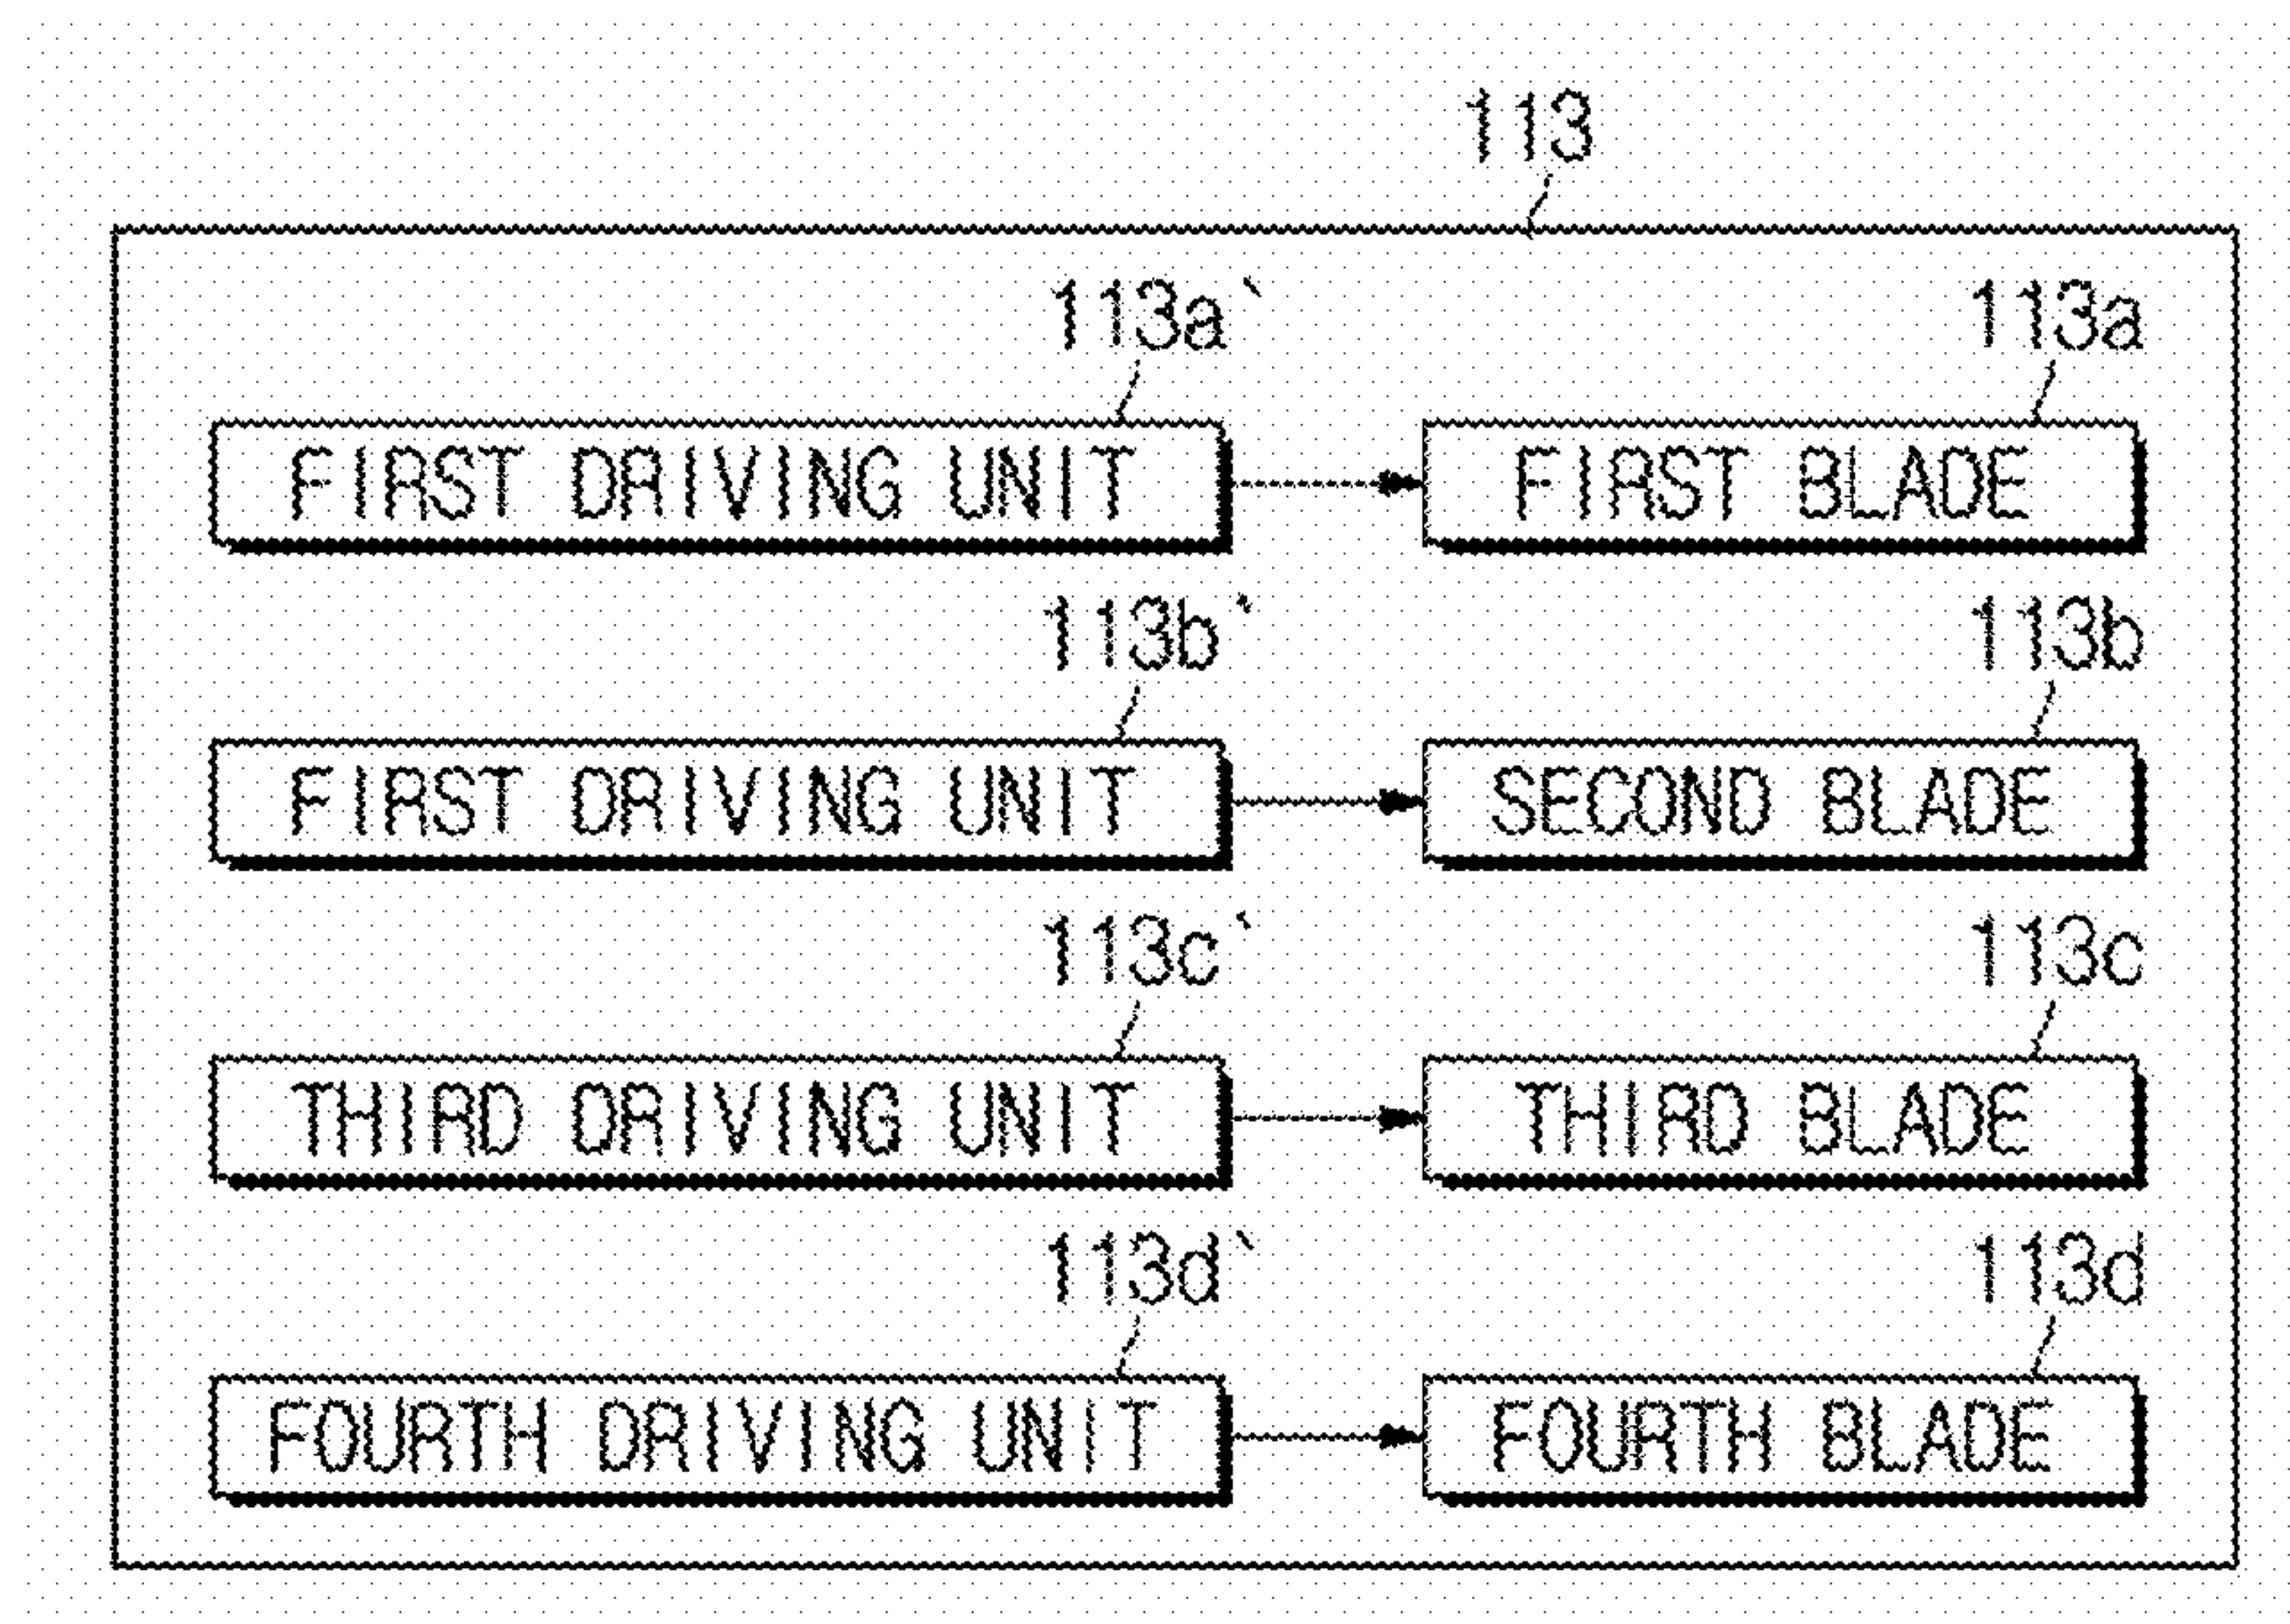 113
113a` 113a
FIRST DRIVING UNIT FIRST BLADE
113b` 113b
FIRST DRIVING UNIT SECOND BLADE
113c` 113c
THIRD DRIVING UNIT THIRD BLADE
113d` 113d
FOURTH DRIVING UNIT FOURTH BLADE